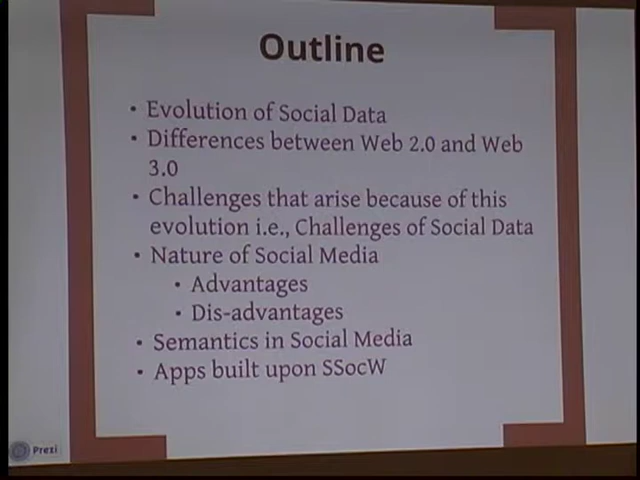 Outline
• Evolution of Social Data
• Differences between Web 2.0 and Web
3.0
• Challenges that arise because of this
evolution i.e., Challenges of Social Data
• Nature of Social Media
• Advantages
• Dis-advantages
• Semantics in Social Media
• Apps built upon SSocW
Prezi